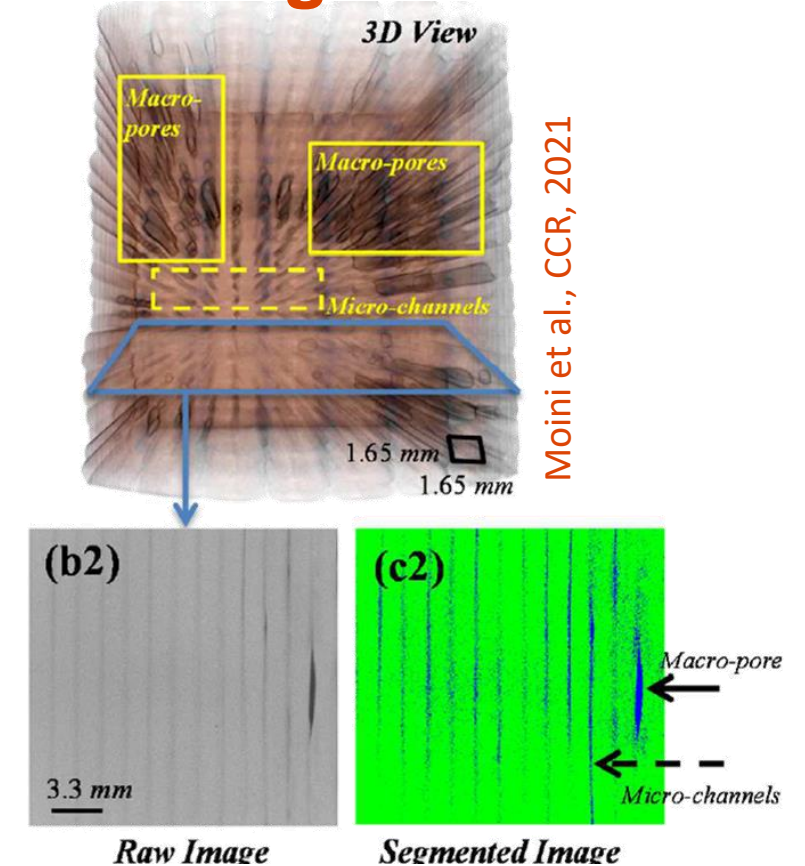 3D View
Macro-
pores
Macro-pores
Micro-channels
1.65 mm
1.65 mm
Moini et al., CCR, 2021
(b2)
(c2)
Macro-pore
3.3 mm
Micro-channels
Raw Image
Segmented Image